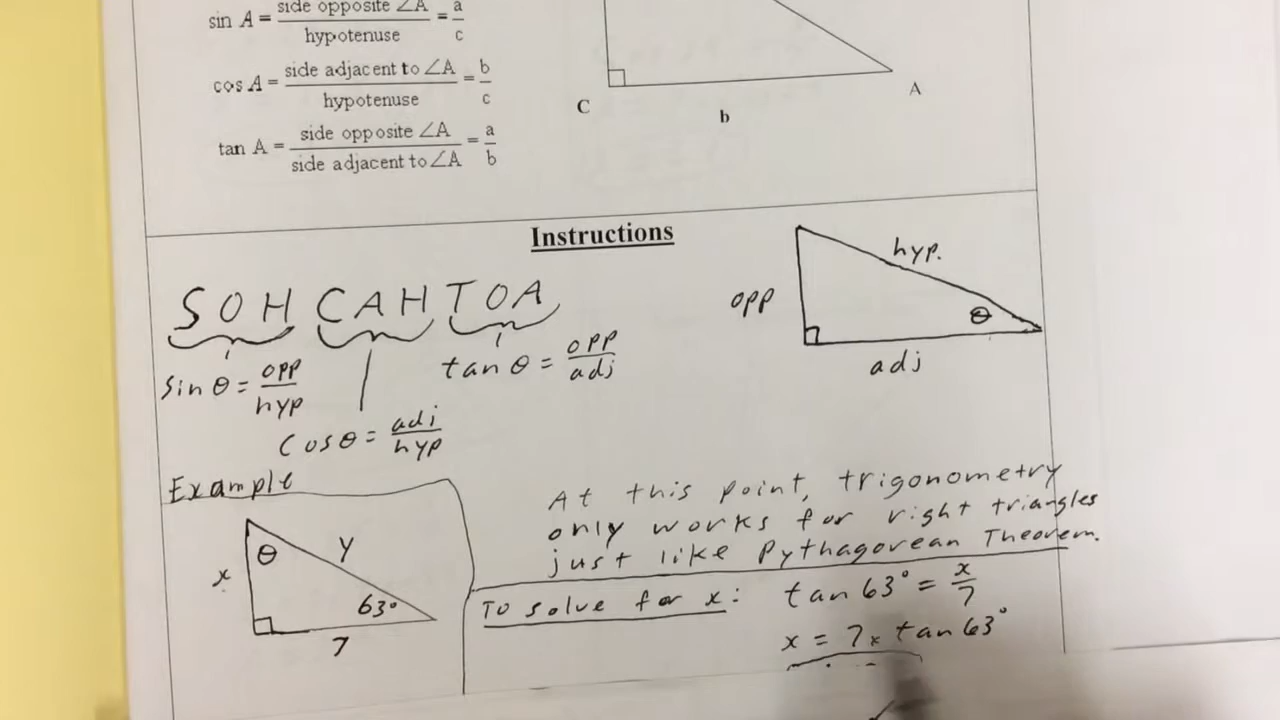 sin A = side opposite ∠A / hypotenuse = a / c
cos A = side adjacent to ∠A / hypotenuse = b / c
tan A = side opposite ∠A / side adjacent to ∠A = a / b
C
b
A
Instructions
SOH CAH TOA
sin θ = opp / hyp
cos θ = adj / hyp
tan θ = opp / adj
hyp.
opp
θ
adj
Example
θ
y
x
63°
7
At this point, trigonometry
only works for right triangles
just like Pythagorean Theorem.
To solve for x: tan 63° = x / 7
x = 7 x tan 63°